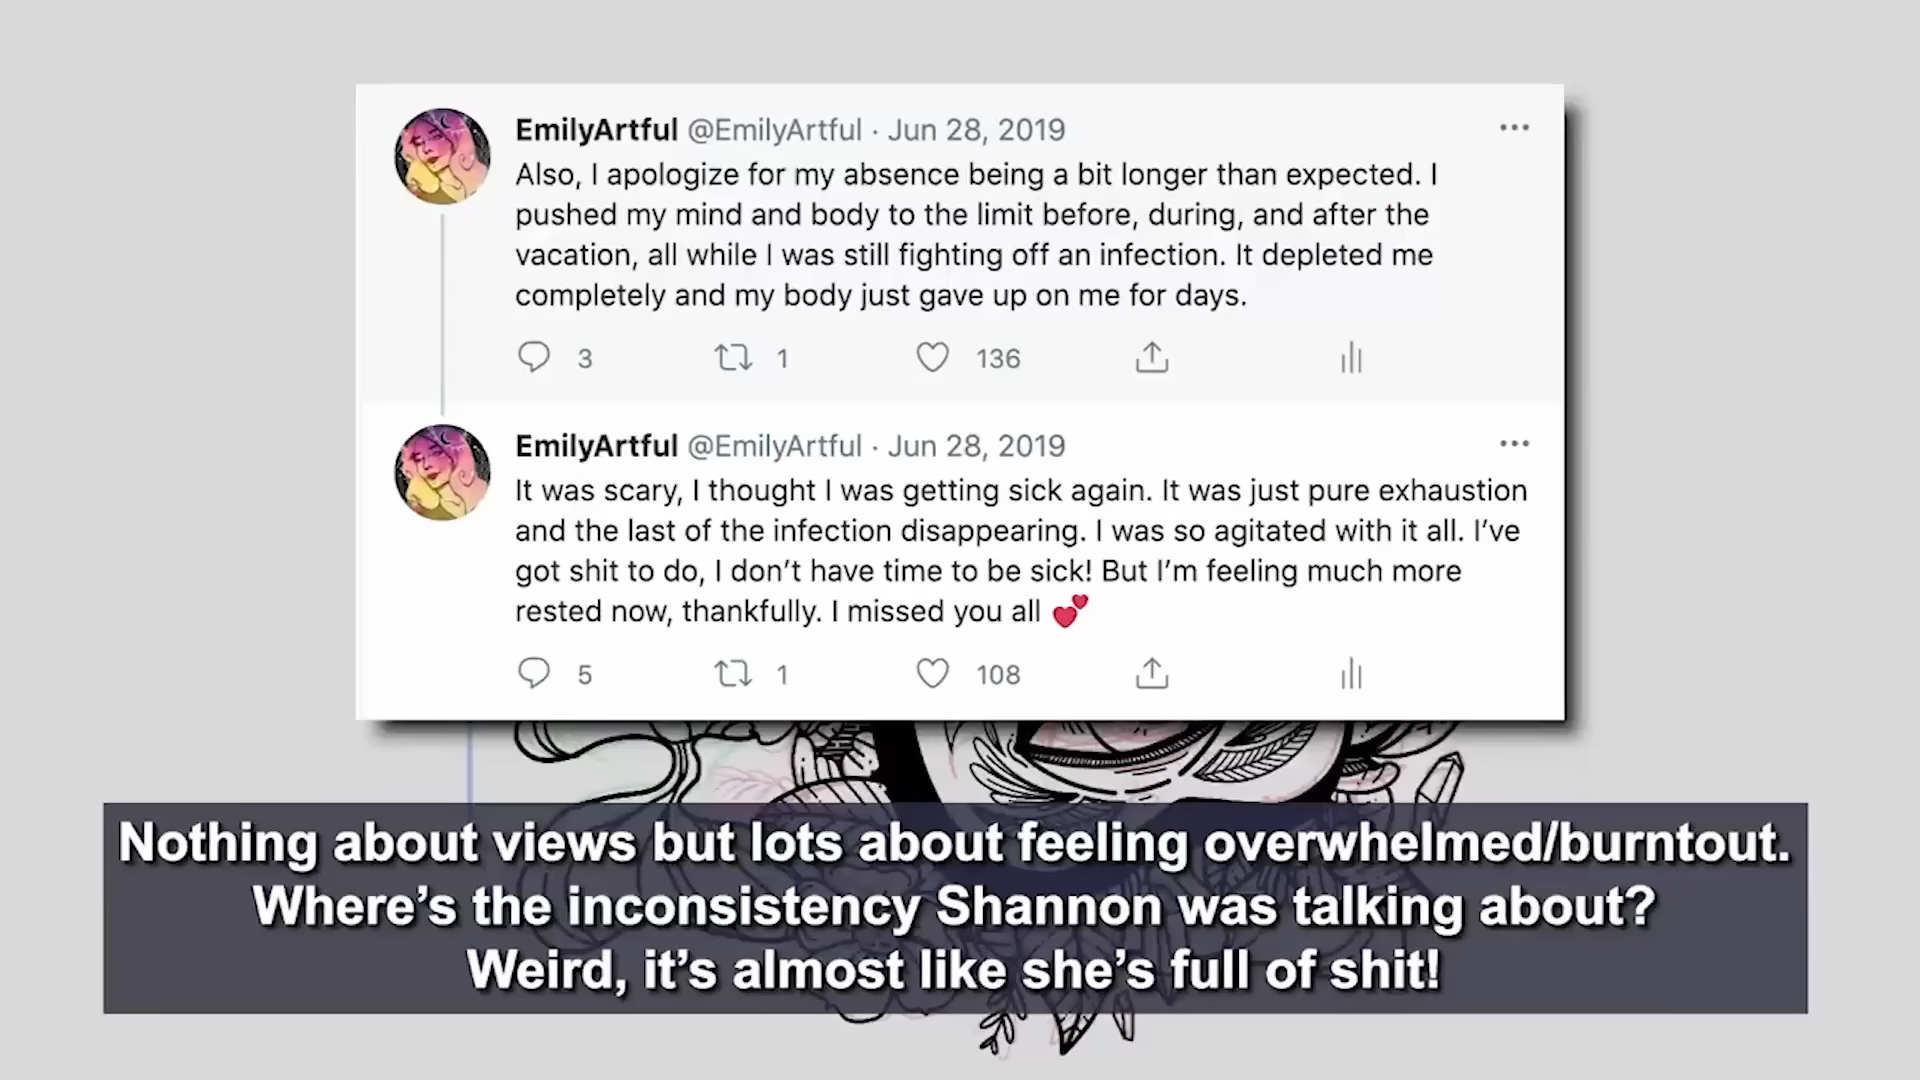 EmilyArtful @EmilyArtful · Jun 28, 2019
Also, I apologize for my absence being a bit longer than expected. I
pushed my mind and body to the limit before, during, and after the
vacation, all while I was still fighting off an infection. It depleted me
completely and my body just gave up on me for days.
3 1 136
EmilyArtful @EmilyArtful · Jun 28, 2019
It was scary, I thought I was getting sick again. It was just pure exhaustion
and the last of the infection disappearing. I was so agitated with it all. I’ve
got shit to do, I don’t have time to be sick! But I’m feeling much more
rested now, thankfully. I missed you all 💕
5 1 108
Nothing about views but lots about feeling overwhelmed/burntout.
Where’s the inconsistency Shannon was talking about?
Weird, it’s almost like she’s full of shit!